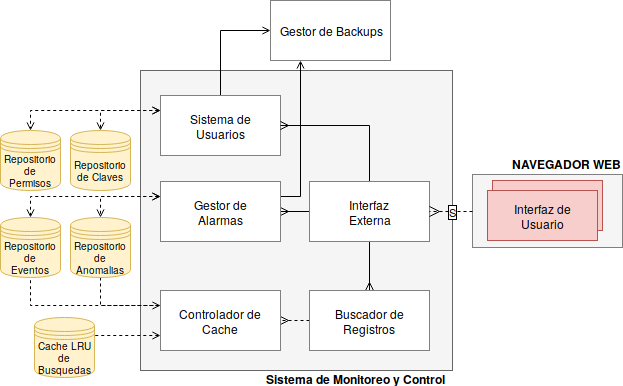 Gestor de Backups
Sistema de
Usuarios
Repositorio
de
Permisos
Repositorio
de Claves
NAVEGADOR WEB
Gestor de
Alarmas
Interfaz
Externa
S
Interfaz de
Usuario
Repositorio
de
Eventos
Repositorio
de
Anomalias
Controlador de
Cache
Buscador de
Registros
Cache LRU
de
Busquedas
Sistema de Monitoreo y Control